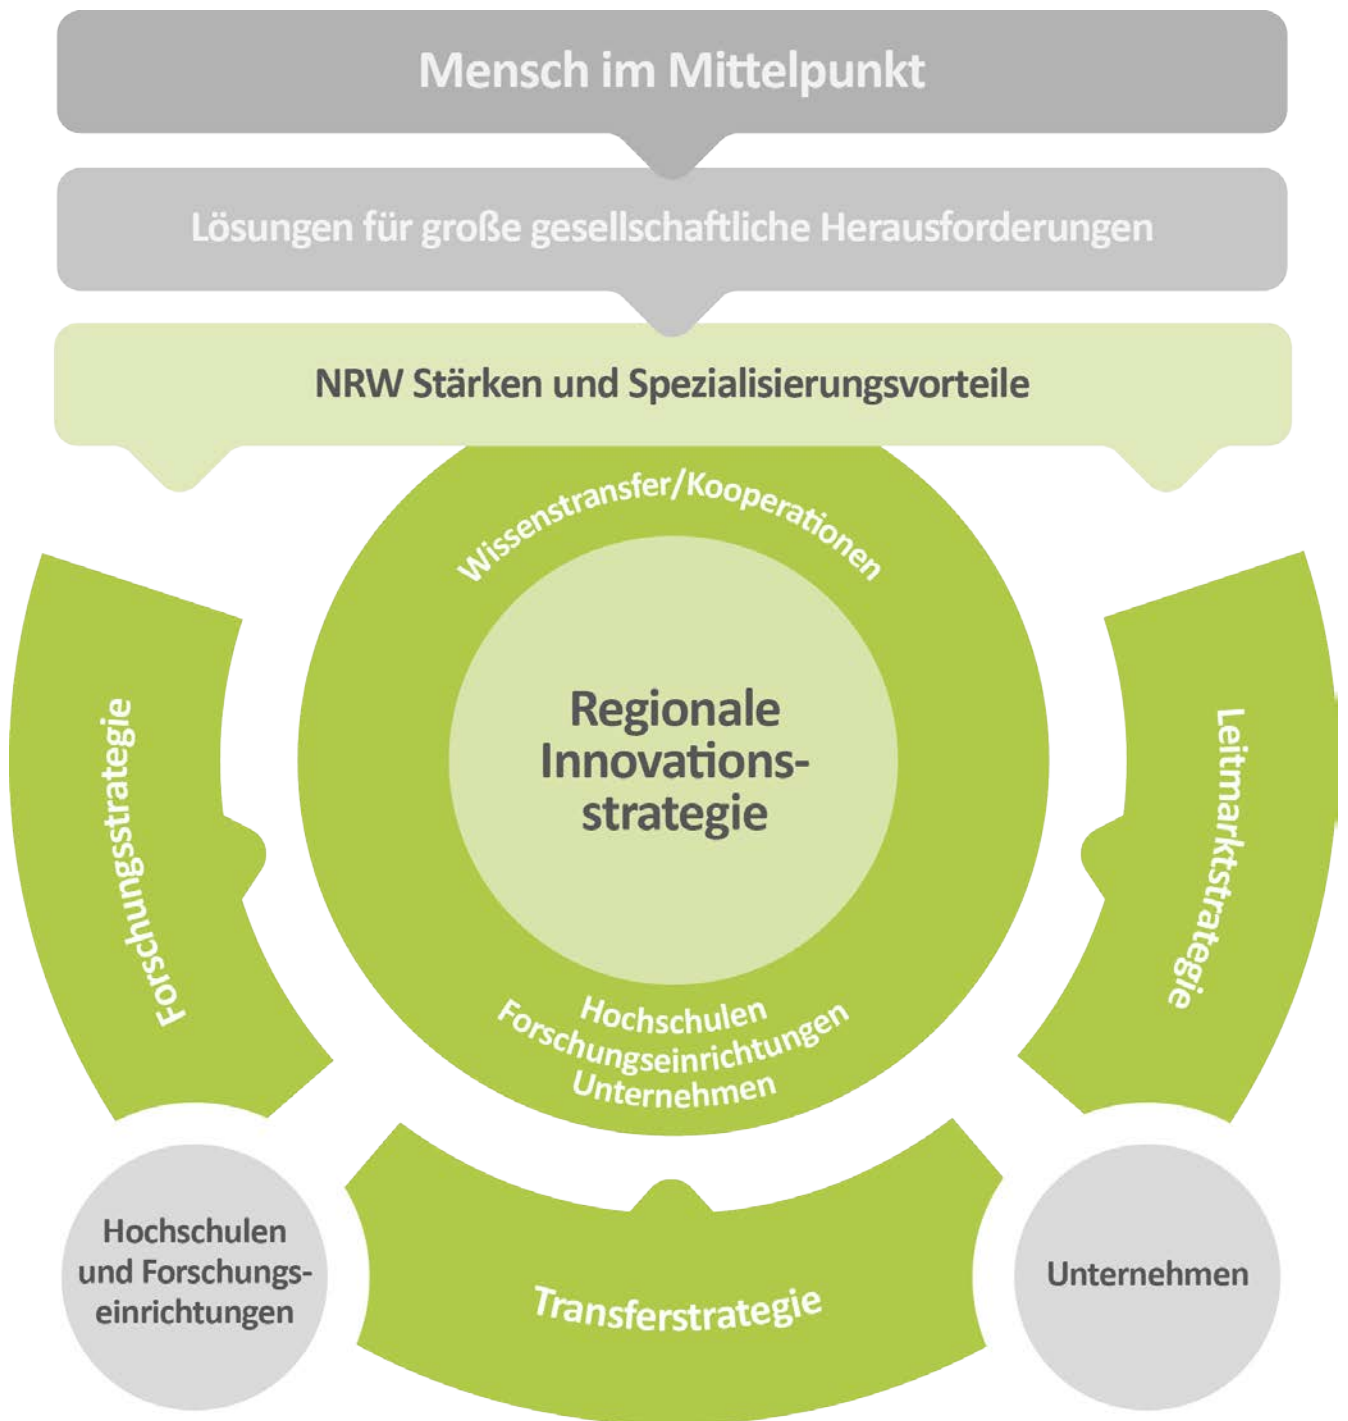 Mensch im Mittelpunkt
Lösungen für große gesellschaftliche Herausforderungen
NRW Stärken und Spezialisierungsvorteile
Wissenstransfer/Kooperationen
Regionale
Innovations-
strategie
Hochschulen
Forschungseinrichtungen
Unternehmen
Forschungsstrategie
Leitmarktstrategie
Hochschulen
und Forschungs-
einrichtungen
Transferstrategie
Unternehmen